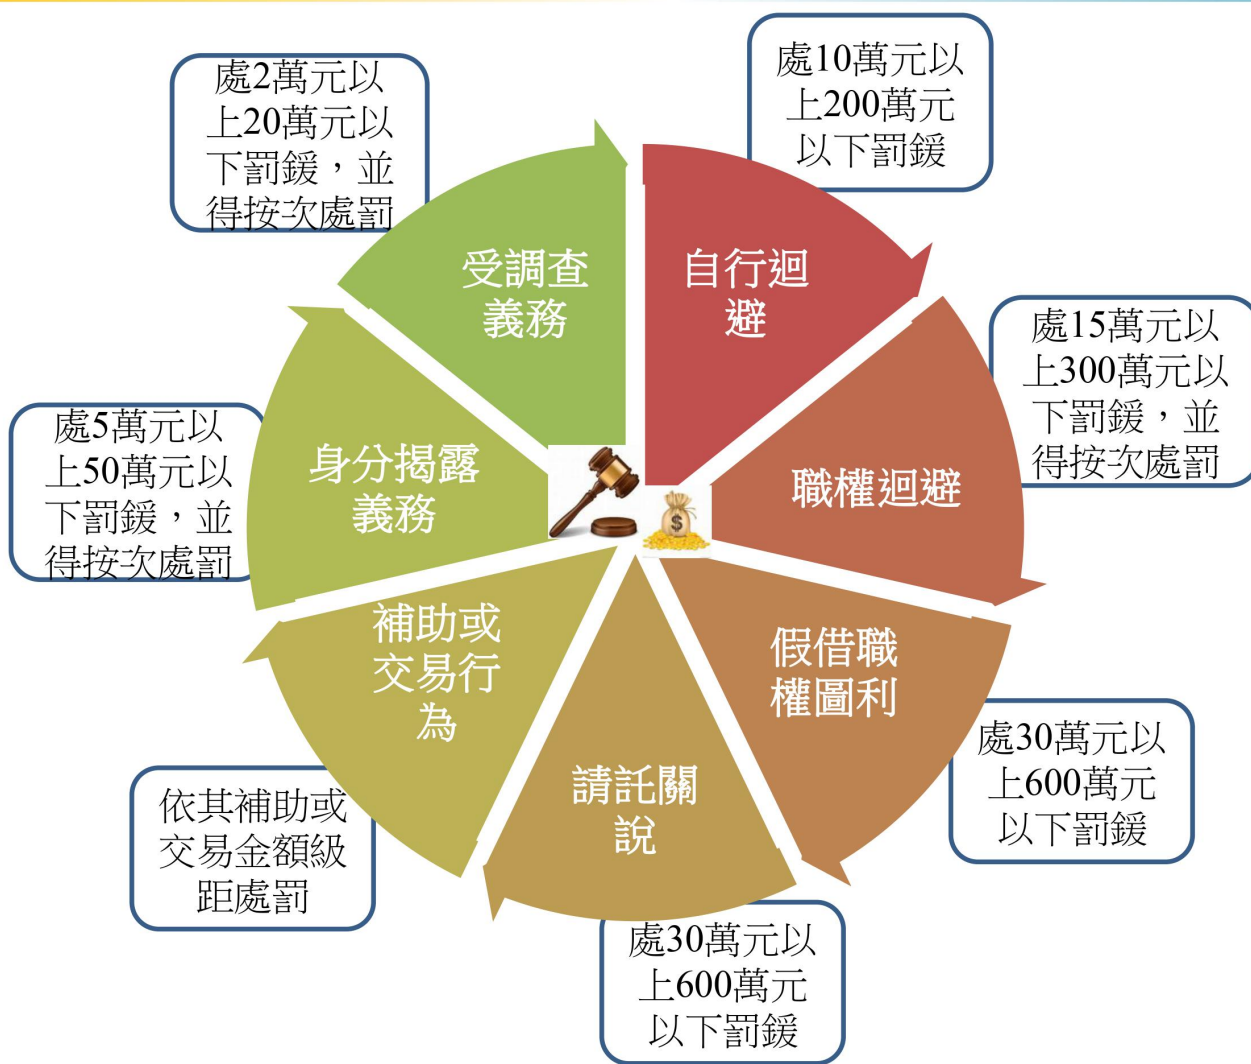 處10萬元以
上200萬元
以下罰鍰
自行迴
避
處15萬元以
上300萬元以
下罰鍰，並
得按次處罰
職權迴避
假借職
權圖利
處30萬元以
上600萬元
以下罰鍰
請託關
說
處30萬元以
上600萬元
以下罰鍰
補助或
交易行
為
依其補助或
交易金額級
距處罰
身分揭露
義務
處5萬元以
上50萬元以
下罰鍰，並
得按次處罰
受調查
義務
處2萬元以
上20萬元以
下罰鍰，並
得按次處罰
$